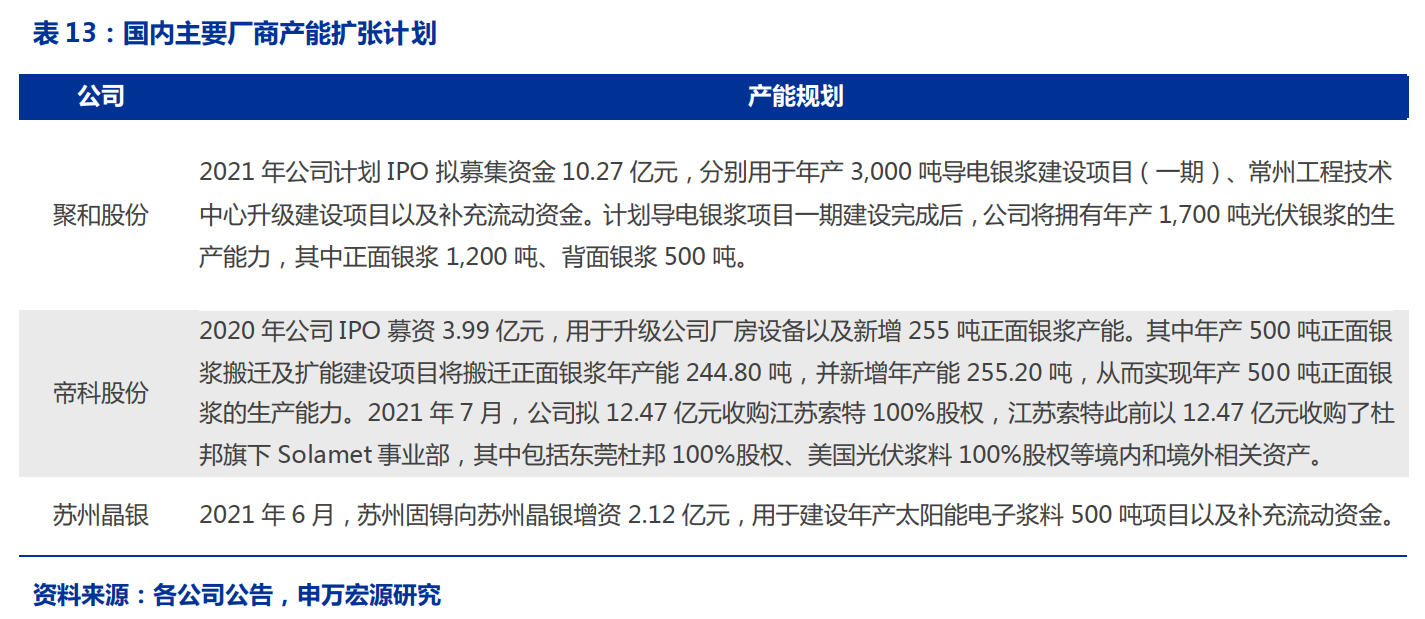 表 13：国内主要厂商产能扩张计划
公司 产能规划
2021 年公司计划 IPO 拟募集资金 10.27 亿元，分别用于年产 3,000 吨导电银浆建设项目（一期）、常州工程技术
聚和股份 中心升级建设项目以及补充流动资金。计划导电银浆项目一期建设完成后，公司将拥有年产 1,700 吨光伏银浆的生
产能力，其中正面银浆 1,200 吨、背面银浆 500 吨。
2020 年公司 IPO 募资 3.99 亿元，用于升级公司厂房设备以及新增 255 吨正面银浆产能。其中年产 500 吨正面银
浆搬迁及扩能建设项目将搬迁正面银浆年产能 244.80 吨，并新增年产能 255.20 吨，从而实现年产 500 吨正面银
帝科股份
浆的生产能力。2021 年 7 月，公司拟 12.47 亿元收购江苏索特 100%股权，江苏索特此前以 12.47 亿元收购了杜
邦旗下 Solamet 事业部，其中包括东莞杜邦 100%股权、美国光伏浆料 100%股权等境内和境外相关资产。
苏州晶银 2021 年 6 月，苏州固锝向苏州晶银增资 2.12 亿元，用于建设年产太阳能电子浆料 500 吨项目以及补充流动资金。
资料来源：各公司公告，申万宏源研究